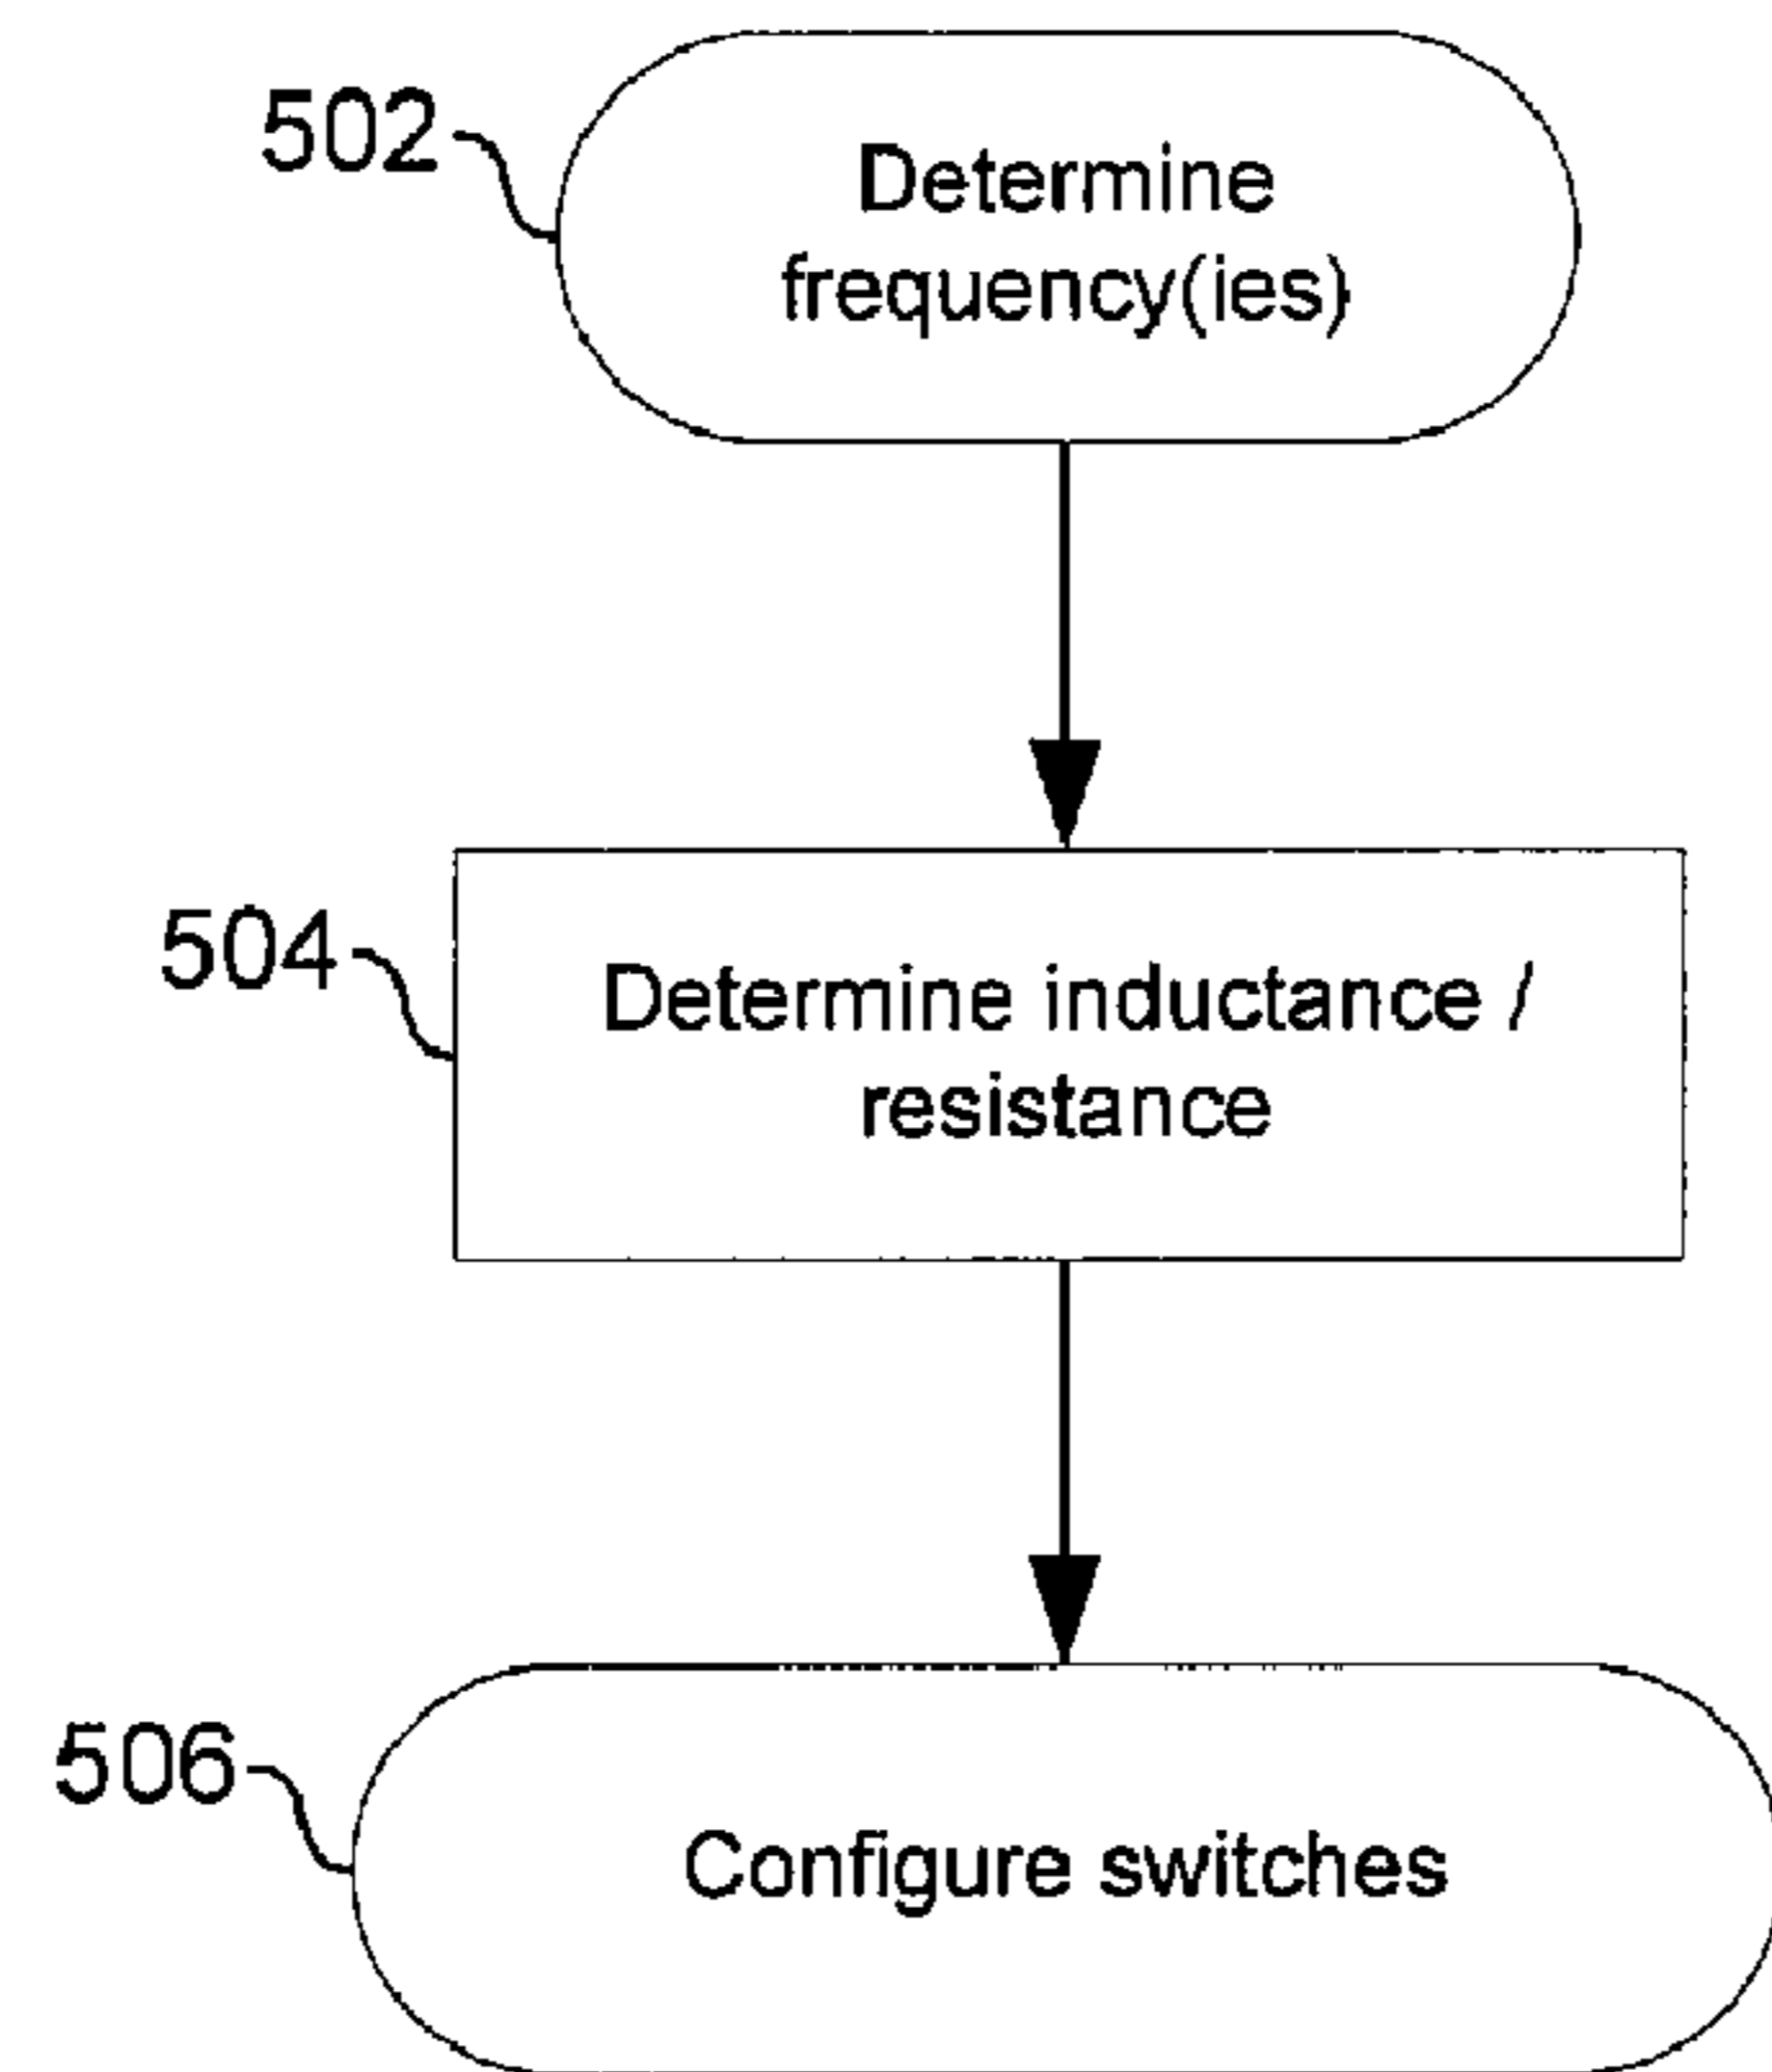 502
Determine
frequency(ies)
504
Determine inductance /
resistance
506
Configure switches